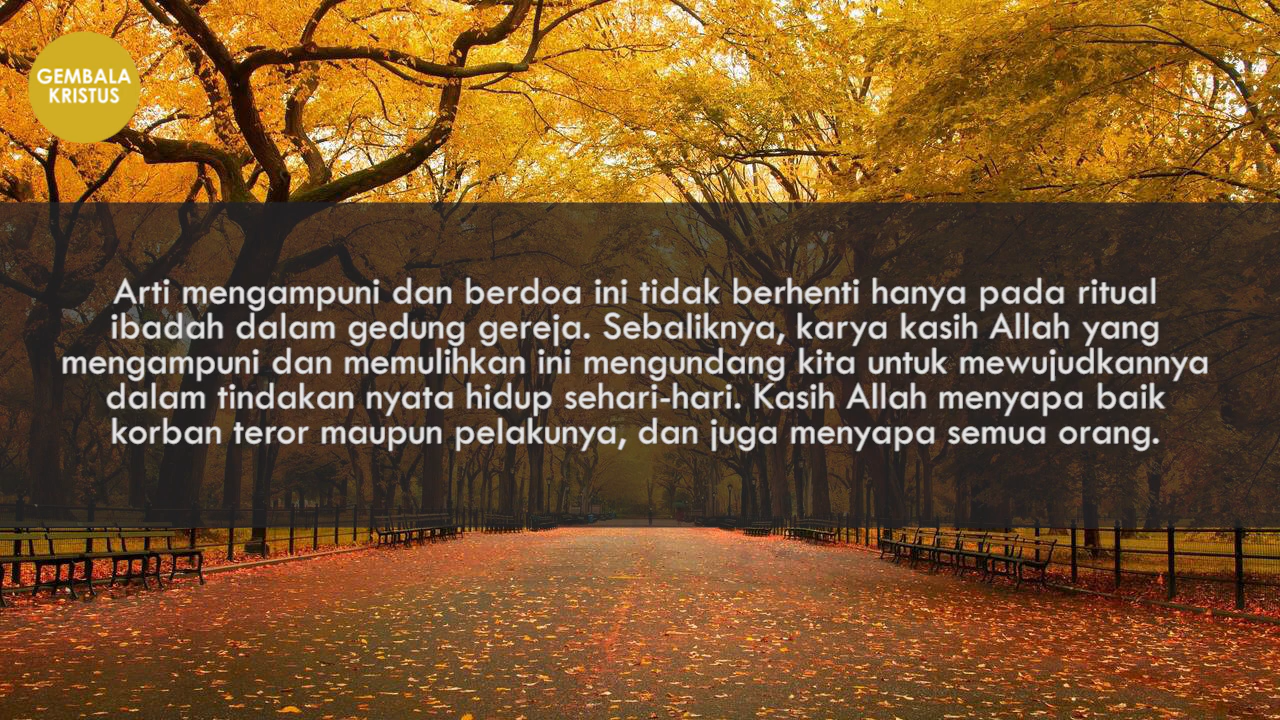 GEMBALA
KRISTUS
Arti mengampuni dan berdoa ini tidak berhenti hanya pada ritual
ibadah dalam gedung gereja. Sebaliknya, karya kasih Allah yang
mengampuni dan memulihkan ini mengundang kita untuk mewujudkannya
dalam tindakan nyata hidup sehari-hari. Kasih Allah menyapa baik
korban teror maupun pelakunya, dan juga menyapa semua orang.